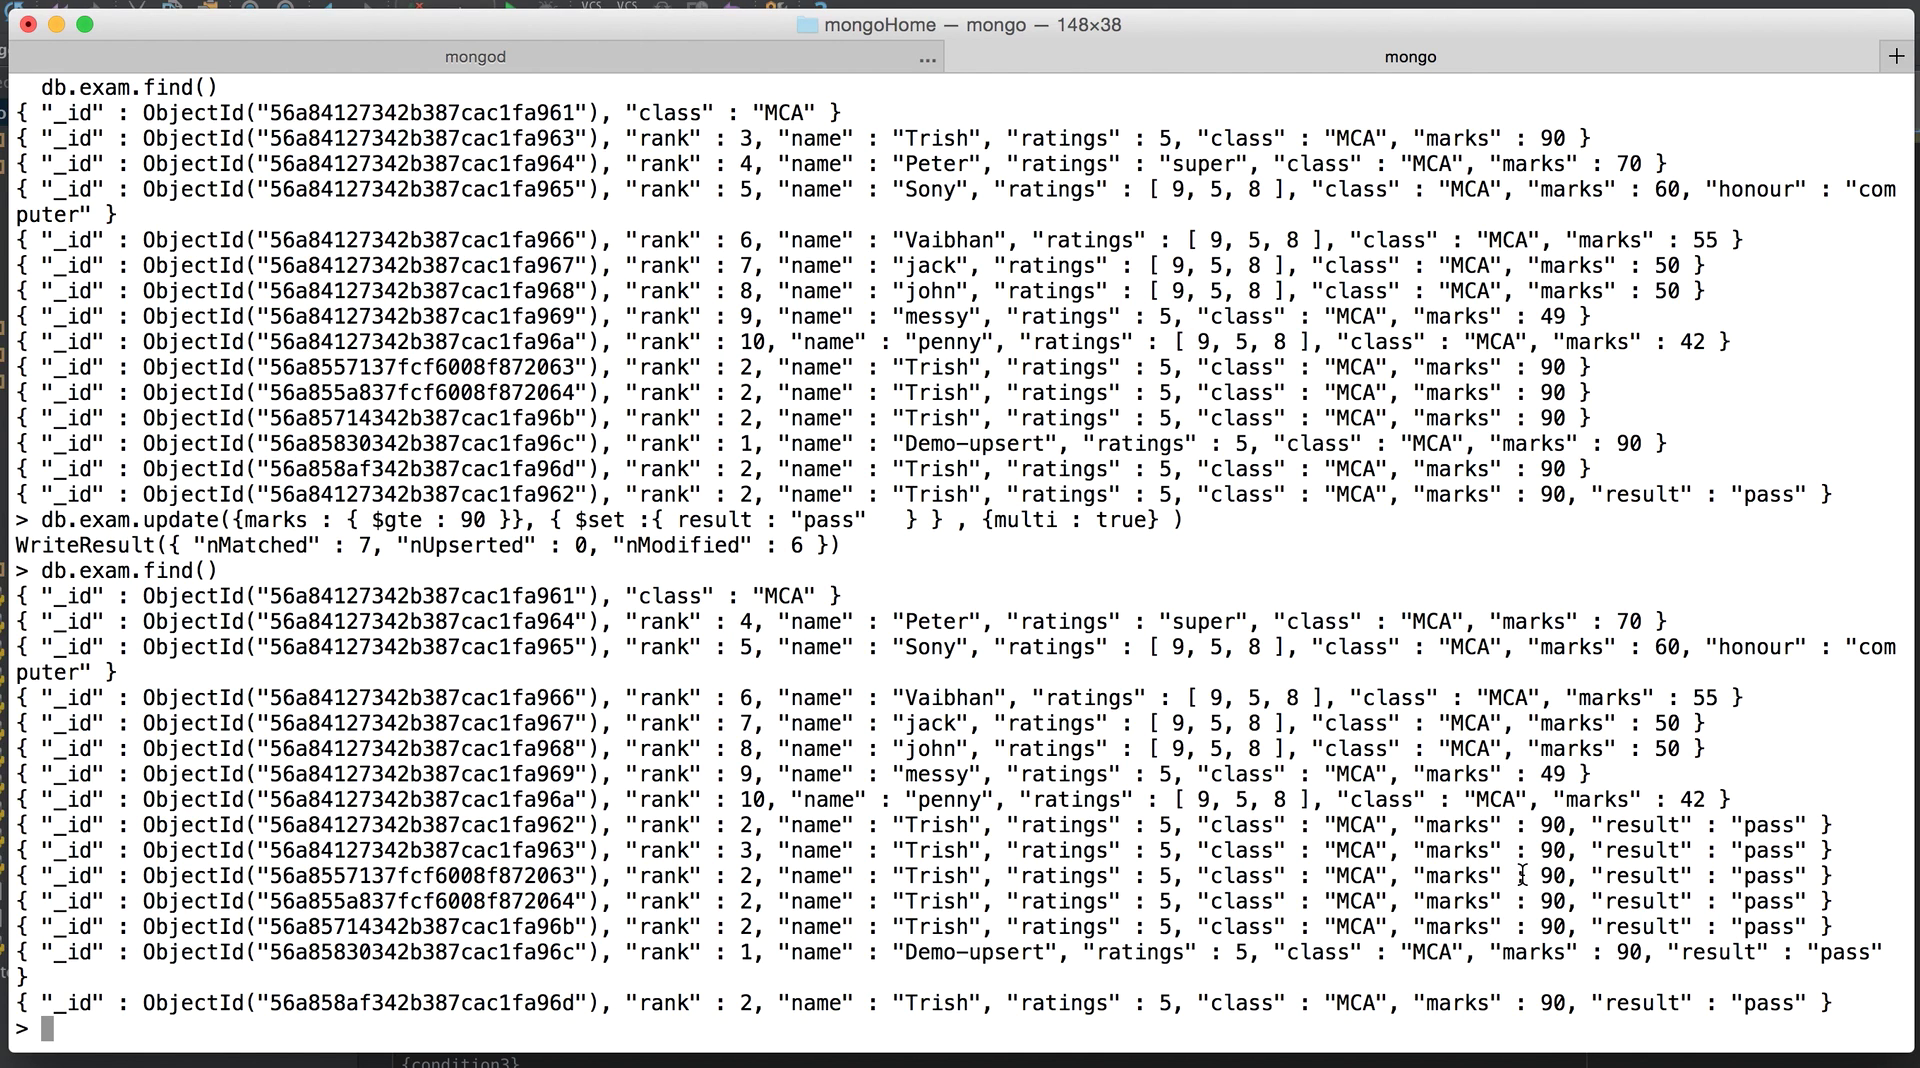 VCS VCS ?
mongoHome — mongo — 148×38
mongod ... mongo +
db.exam.find()
{ "_id" : ObjectId("56a84127342b387cac1fa961"), "class" : "MCA" }
{ "_id" : ObjectId("56a84127342b387cac1fa963"), "rank" : 3, "name" : "Trish", "ratings" : 5, "class" : "MCA", "marks" : 90 }
{ "_id" : ObjectId("56a84127342b387cac1fa964"), "rank" : 4, "name" : "Peter", "ratings" : "super", "class" : "MCA", "marks" : 70 }
{ "_id" : ObjectId("56a84127342b387cac1fa965"), "rank" : 5, "name" : "Sony", "ratings" : [ 9, 5, 8 ], "class" : "MCA", "marks" : 60, "honour" : "com
puter" }
{ "_id" : ObjectId("56a84127342b387cac1fa966"), "rank" : 6, "name" : "Vaibhan", "ratings" : [ 9, 5, 8 ], "class" : "MCA", "marks" : 55 }
{ "_id" : ObjectId("56a84127342b387cac1fa967"), "rank" : 7, "name" : "jack", "ratings" : [ 9, 5, 8 ], "class" : "MCA", "marks" : 50 }
{ "_id" : ObjectId("56a84127342b387cac1fa968"), "rank" : 8, "name" : "john", "ratings" : [ 9, 5, 8 ], "class" : "MCA", "marks" : 50 }
{ "_id" : ObjectId("56a84127342b387cac1fa969"), "rank" : 9, "name" : "messy", "ratings" : 5, "class" : "MCA", "marks" : 49 }
{ "_id" : ObjectId("56a84127342b387cac1fa96a"), "rank" : 10, "name" : "penny", "ratings" : [ 9, 5, 8 ], "class" : "MCA", "marks" : 42 }
{ "_id" : ObjectId("56a8557137fcf6008f872063"), "rank" : 2, "name" : "Trish", "ratings" : 5, "class" : "MCA", "marks" : 90 }
{ "_id" : ObjectId("56a855a837fcf6008f872064"), "rank" : 2, "name" : "Trish", "ratings" : 5, "class" : "MCA", "marks" : 90 }
{ "_id" : ObjectId("56a85714342b387cac1fa96b"), "rank" : 2, "name" : "Trish", "ratings" : 5, "class" : "MCA", "marks" : 90 }
{ "_id" : ObjectId("56a85830342b387cac1fa96c"), "rank" : 1, "name" : "Demo-upsert", "ratings" : 5, "class" : "MCA", "marks" : 90 }
{ "_id" : ObjectId("56a858af342b387cac1fa96d"), "rank" : 2, "name" : "Trish", "ratings" : 5, "class" : "MCA", "marks" : 90 }
{ "_id" : ObjectId("56a84127342b387cac1fa962"), "rank" : 2, "name" : "Trish", "ratings" : 5, "class" : "MCA", "marks" : 90, "result" : "pass" }
> db.exam.update({marks : { $gte : 90 }}, { $set :{ result : "pass"   } } , {multi : true} )
WriteResult({ "nMatched" : 7, "nUpserted" : 0, "nModified" : 6 })
> db.exam.find()
{ "_id" : ObjectId("56a84127342b387cac1fa961"), "class" : "MCA" }
{ "_id" : ObjectId("56a84127342b387cac1fa964"), "rank" : 4, "name" : "Peter", "ratings" : "super", "class" : "MCA", "marks" : 70 }
{ "_id" : ObjectId("56a84127342b387cac1fa965"), "rank" : 5, "name" : "Sony", "ratings" : [ 9, 5, 8 ], "class" : "MCA", "marks" : 60, "honour" : "com
puter" }
{ "_id" : ObjectId("56a84127342b387cac1fa966"), "rank" : 6, "name" : "Vaibhan", "ratings" : [ 9, 5, 8 ], "class" : "MCA", "marks" : 55 }
{ "_id" : ObjectId("56a84127342b387cac1fa967"), "rank" : 7, "name" : "jack", "ratings" : [ 9, 5, 8 ], "class" : "MCA", "marks" : 50 }
{ "_id" : ObjectId("56a84127342b387cac1fa968"), "rank" : 8, "name" : "john", "ratings" : [ 9, 5, 8 ], "class" : "MCA", "marks" : 50 }
{ "_id" : ObjectId("56a84127342b387cac1fa969"), "rank" : 9, "name" : "messy", "ratings" : 5, "class" : "MCA", "marks" : 49 }
{ "_id" : ObjectId("56a84127342b387cac1fa96a"), "rank" : 10, "name" : "penny", "ratings" : [ 9, 5, 8 ], "class" : "MCA", "marks" : 42 }
{ "_id" : ObjectId("56a84127342b387cac1fa962"), "rank" : 2, "name" : "Trish", "ratings" : 5, "class" : "MCA", "marks" : 90, "result" : "pass" }
{ "_id" : ObjectId("56a84127342b387cac1fa963"), "rank" : 3, "name" : "Trish", "ratings" : 5, "class" : "MCA", "marks" : 90, "result" : "pass" }
{ "_id" : ObjectId("56a8557137fcf6008f872063"), "rank" : 2, "name" : "Trish", "ratings" : 5, "class" : "MCA", "marks" : 90, "result" : "pass" }
{ "_id" : ObjectId("56a855a837fcf6008f872064"), "rank" : 2, "name" : "Trish", "ratings" : 5, "class" : "MCA", "marks" : 90, "result" : "pass" }
{ "_id" : ObjectId("56a85714342b387cac1fa96b"), "rank" : 2, "name" : "Trish", "ratings" : 5, "class" : "MCA", "marks" : 90, "result" : "pass" }
{ "_id" : ObjectId("56a85830342b387cac1fa96c"), "rank" : 1, "name" : "Demo-upsert", "ratings" : 5, "class" : "MCA", "marks" : 90, "result" : "pass"
}
{ "_id" : ObjectId("56a858af342b387cac1fa96d"), "rank" : 2, "name" : "Trish", "ratings" : 5, "class" : "MCA", "marks" : 90, "result" : "pass" }
>
{condition3}